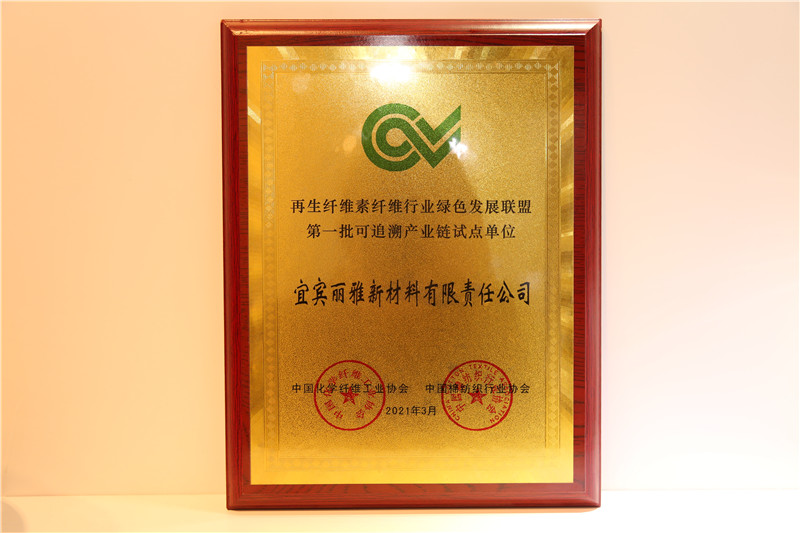 再生纤维素纤维行业绿色发展联盟
第一批可追溯产业链试点单位
宜宾丽雅新材料有限责任公司
中国化学纤维工业协会 中国棉纺织行业协会
2021年3月